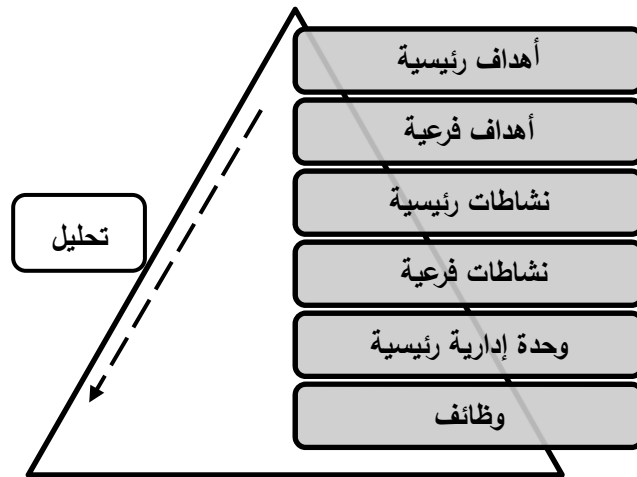 أهداف رئيسية
أهداف فرعية
نشاطات رئيسية
تحليل
نشاطات فرعية
وحدة إدارية رئيسية
وظائف